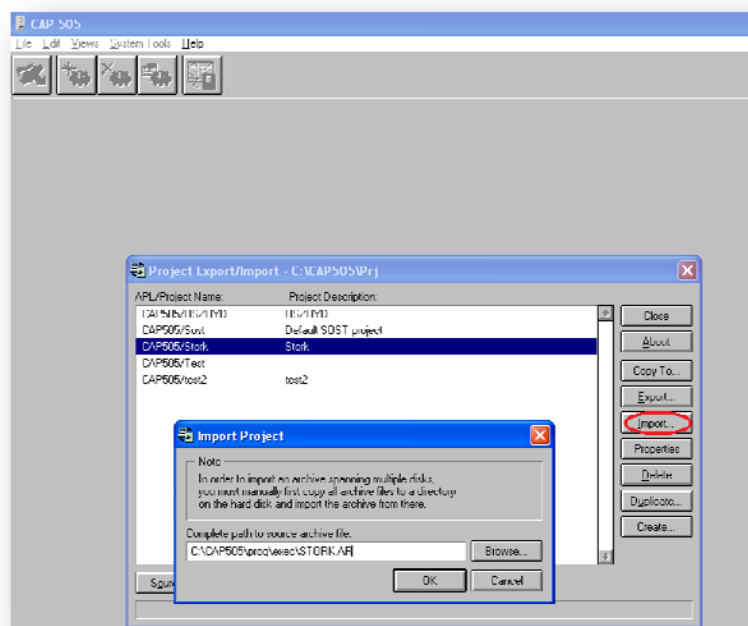 CAP 505
File Edit Views System Tools Help
Project Export/Import - C:\CAP505\Prj
APL/Project Name: Project Description:
CAP505/Sost Default SOST project
CAP505/Stork Stork
CAP505/Test
CAP505/test2 test2
Close
About
Copy To...
Export...
Import...
Properties
Delete
Duplicate...
Create...
Import Project
Note
In order to import an archive spanning multiple disks,
you must manually first copy all archive files to a directory
on the hard disk and import the archive from there.
Complete path to source archive file:
C:\CAP505\prog\exec\STORK.AR
Browse...
OK Cancel